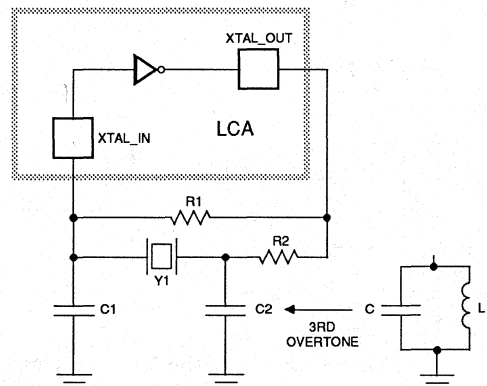 XTAL_OUT
LCA
XTAL_IN
R1
R2
Y1
C1
C2
3RD
OVERTONE
C
L